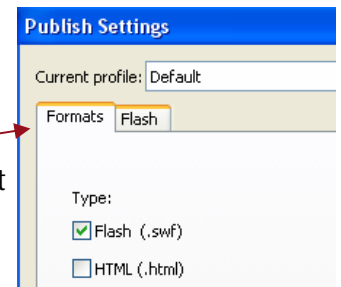 Publish Settings
Current profile: Default
Formats Flash
t
Type:
Flash (.swf)
HTML (.html)